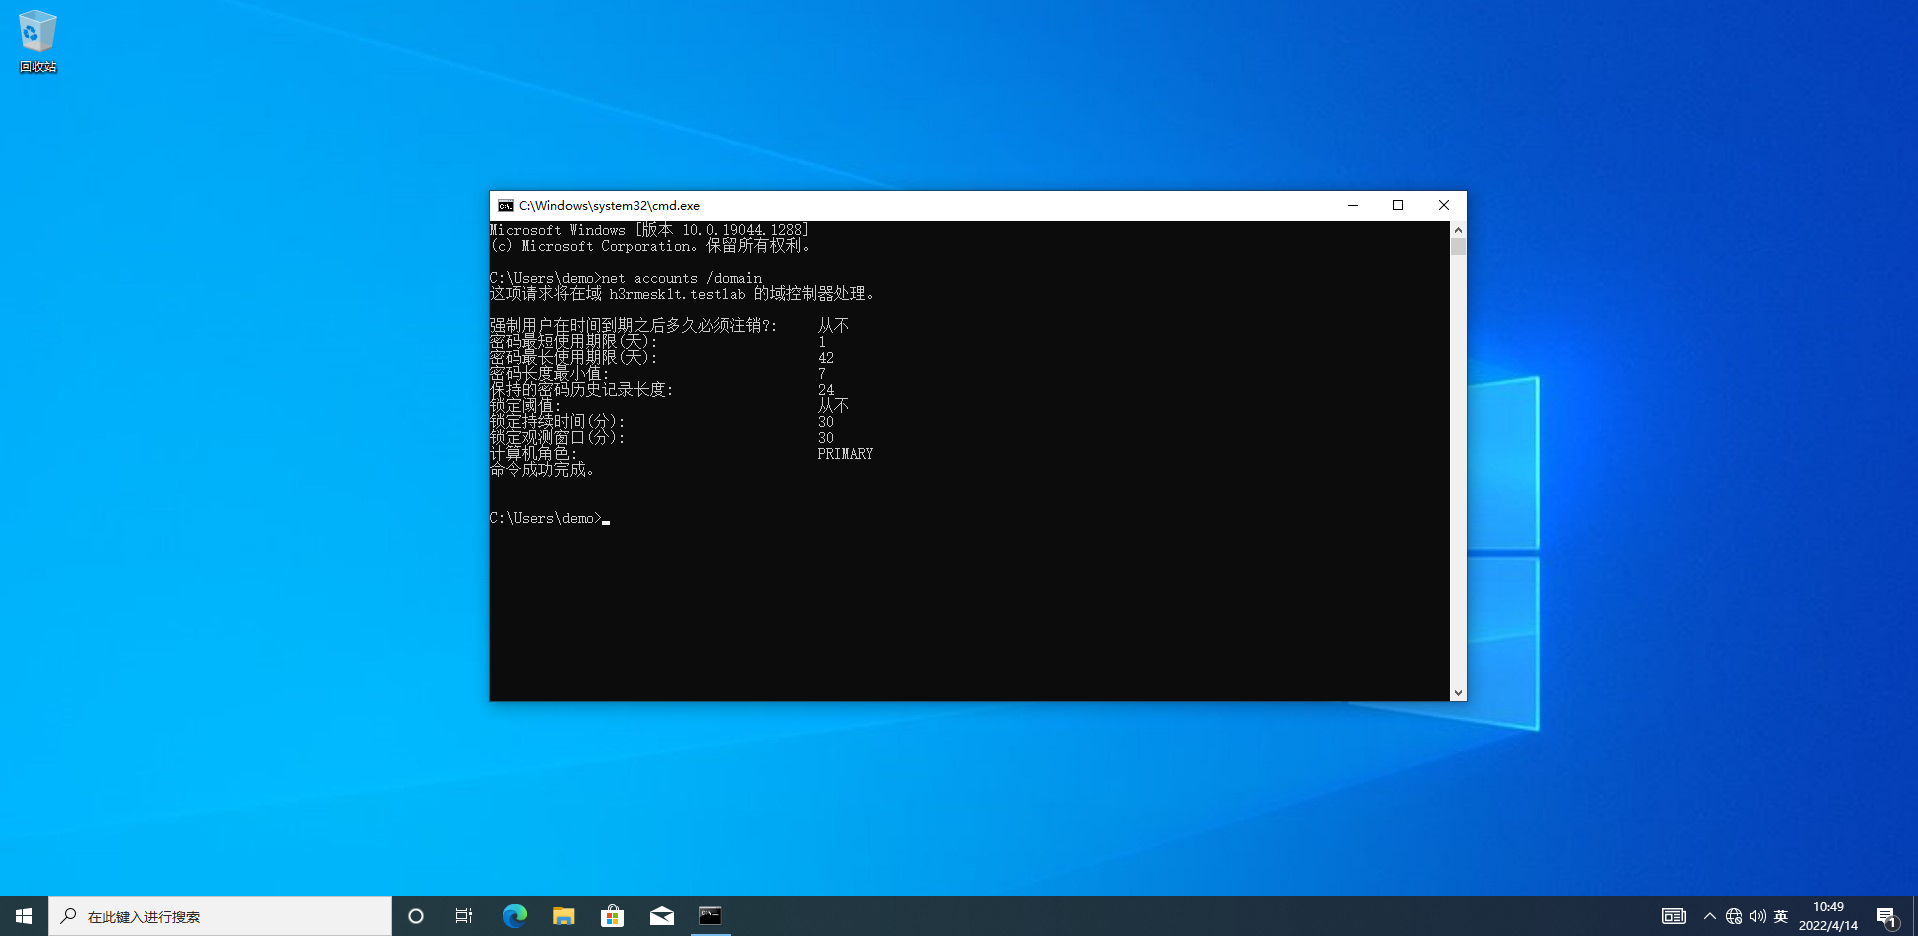 回收站
C:\Windows\system32\cmd.exe
Microsoft Windows [版本 10.0.19044.1288]
(c) Microsoft Corporation。保留所有权利。
C:\Users\demo>net accounts /domain
这项请求将在域 h3rmesk1t.testlab 的域控制器处理。
强制用户在时间到期之后多久必须注销?: 从不
密码最短使用期限(天): 1
密码最长使用期限(天): 42
密码长度最小值: 7
保持的密码历史记录长度: 24
锁定阈值: 从不
锁定持续时间(分): 30
锁定观测窗口(分): 30
计算机角色: PRIMARY
命令成功完成。
C:\Users\demo>
在此键入进行搜索
英
10:49
2022/4/14
1